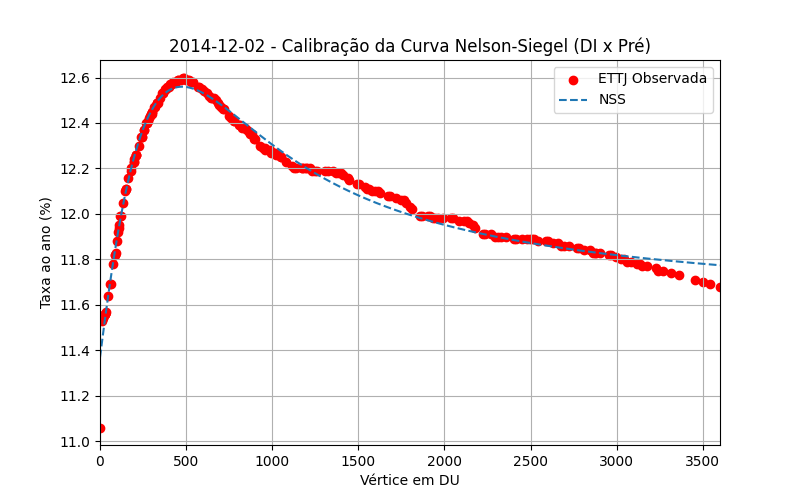 2014-12-02 - Calibração da Curva Nelson-Siegel (DI x Pré)
ETTJ Observada
NSS
Taxa ao ano (%)
12.6
12.4
12.2
12.0
11.8
11.6
11.4
11.2
11.0
0 500 1000 1500 2000 2500 3000 3500
Vértice em DU